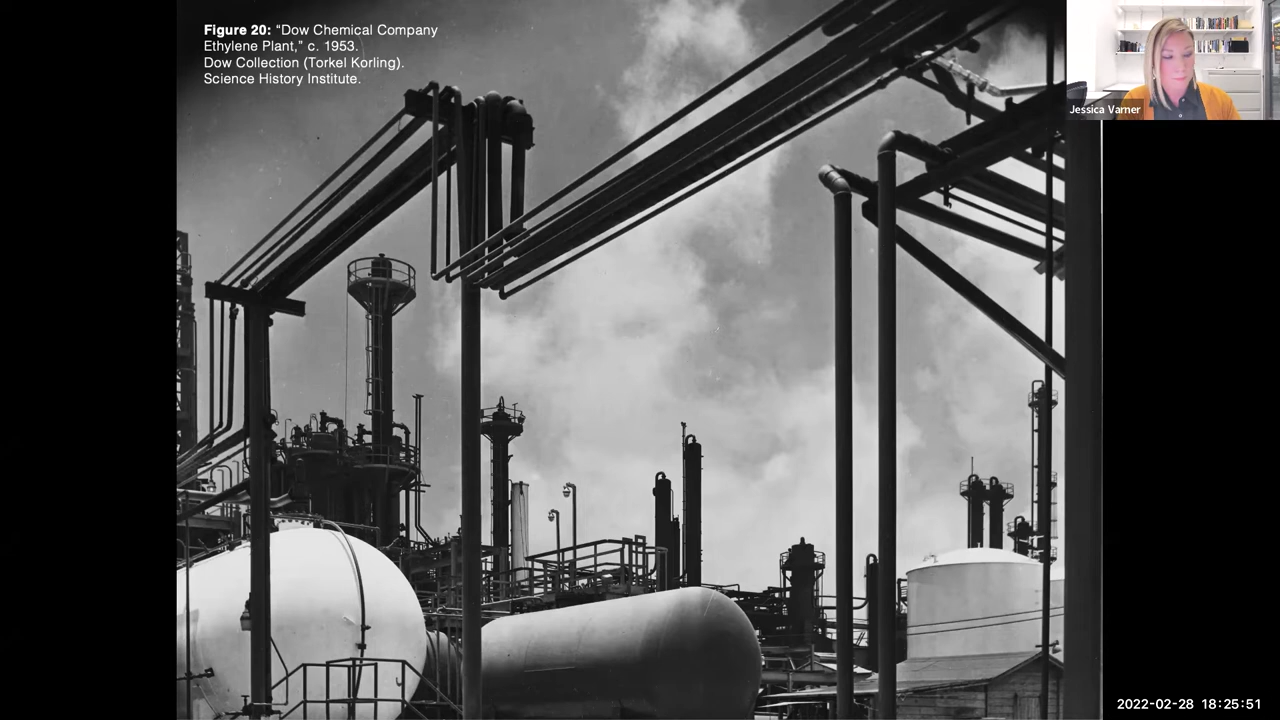 Figure 20: “Dow Chemical Company
Ethylene Plant,” c. 1953.
Dow Collection (Torkel Korling).
Science History Institute.
Jessica Varner
2022-02-28 18:25:51